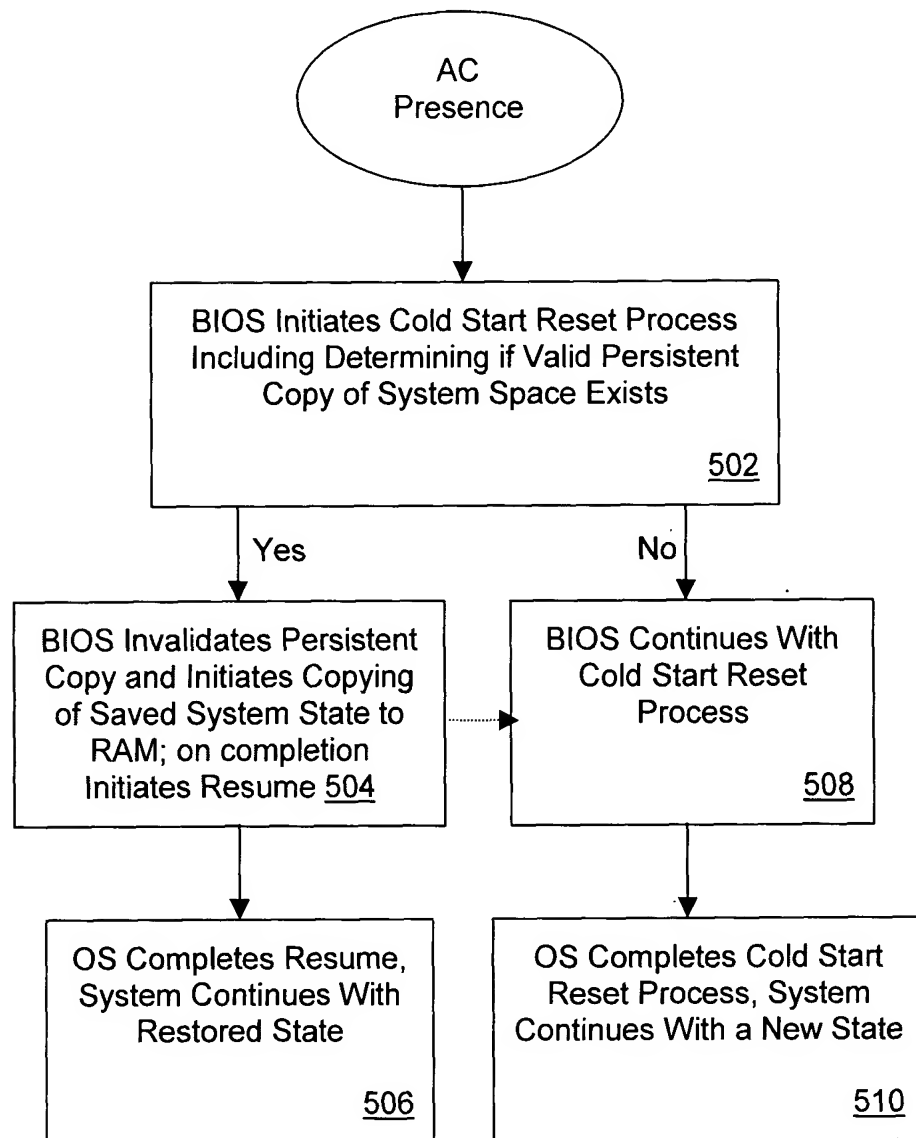 AC
Presence
BIOS Initiates Cold Start Reset Process
Including Determining if Valid Persistent
Copy of System Space Exists
502
Yes
No
BIOS Invalidates Persistent
Copy and Initiates Copying
of Saved System State to
RAM; on completion
Initiates Resume 504
BIOS Continues With
Cold Start Reset
Process
508
OS Completes Resume,
System Continues With
Restored State
506
OS Completes Cold Start
Reset Process, System
Continues With a New State
510